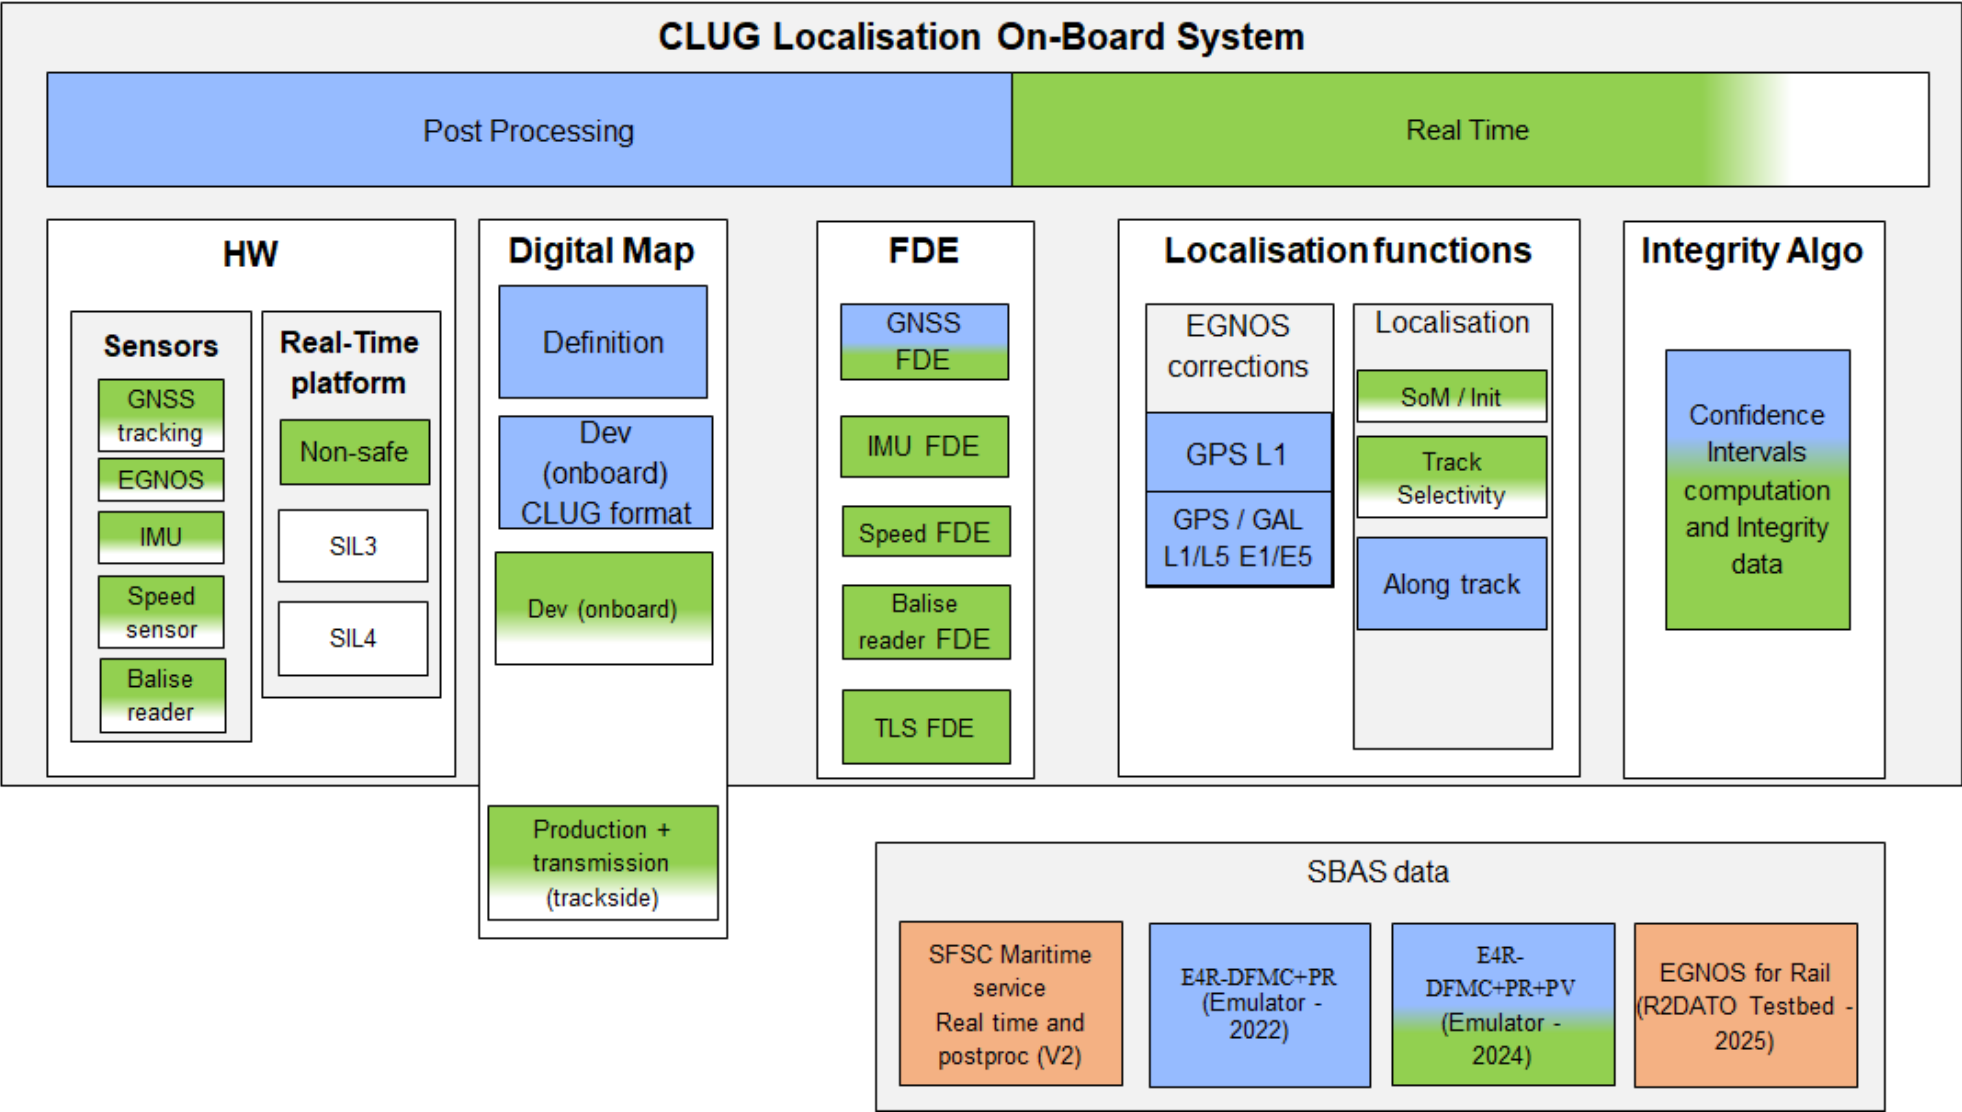 CLUG Localisation On-Board System
Post Processing
Real Time
HW
Sensors
GNSS
tracking
EGNOS
IMU
Speed
sensor
Balise
reader
Real-Time
platform
Non-safe
SIL3
SIL4
Digital Map
Definition
Dev
(onboard)
CLUG format
Dev (onboard)
Production +
transmission
(trackside)
FDE
GNSS
FDE
IMU FDE
Speed FDE
Balise
reader FDE
TLS FDE
Localisation functions
EGNOS
corrections
GPS L1
GPS / GAL
L1/L5 E1/E5
Localisation
SoM / Init
Track
Selectivity
Along track
Integrity Algo
Confidence
Intervals
computation
and Integrity
data
SBAS data
SFSC Maritime
service
Real time and
postproc (V2)
E4R-DFMC+PR
(Emulator -
2022)
E4R-
DFMC+PR+PV
(Emulator -
2024)
EGNOS for Rail
(R2DATO Testbed -
2025)